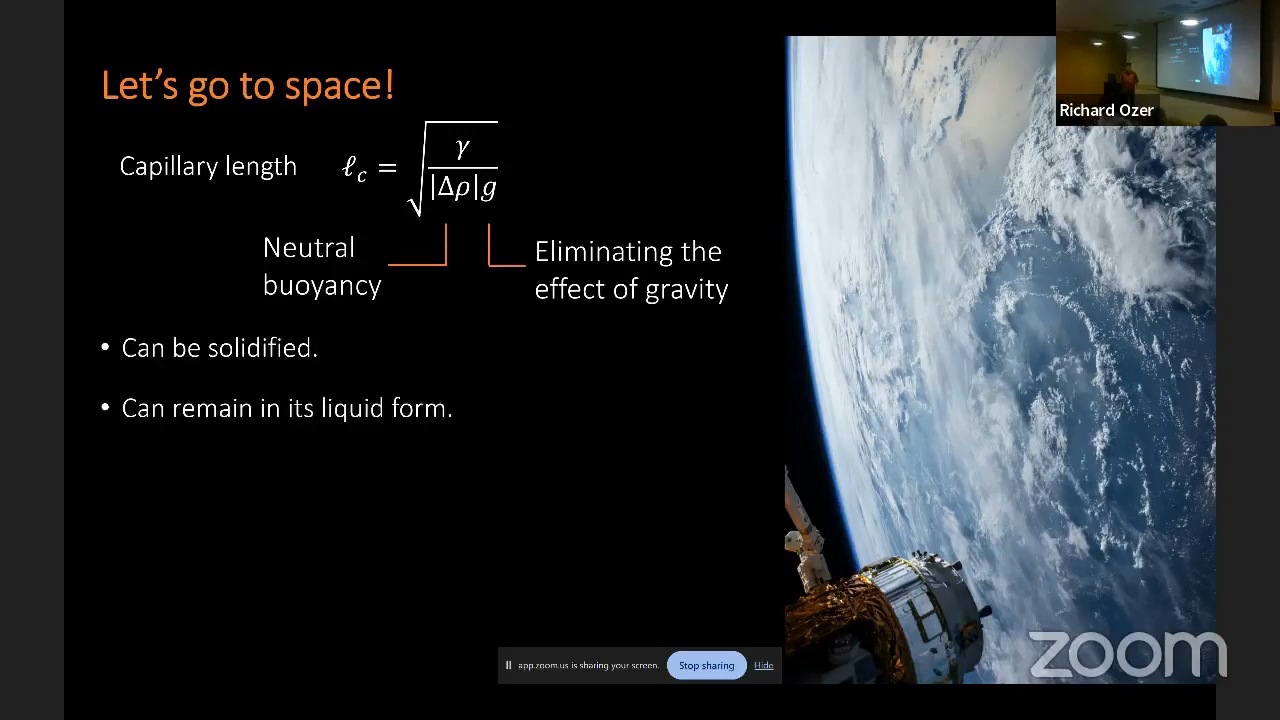 Let's go to space!
Capillary length ℓc = √(γ / |Δρ|g)
Neutral
buoyancy
Eliminating the
effect of gravity
• Can be solidified.
• Can remain in its liquid form.
Richard Ozer
app.zoom.us is sharing your screen. Stop sharing Hide
zoom